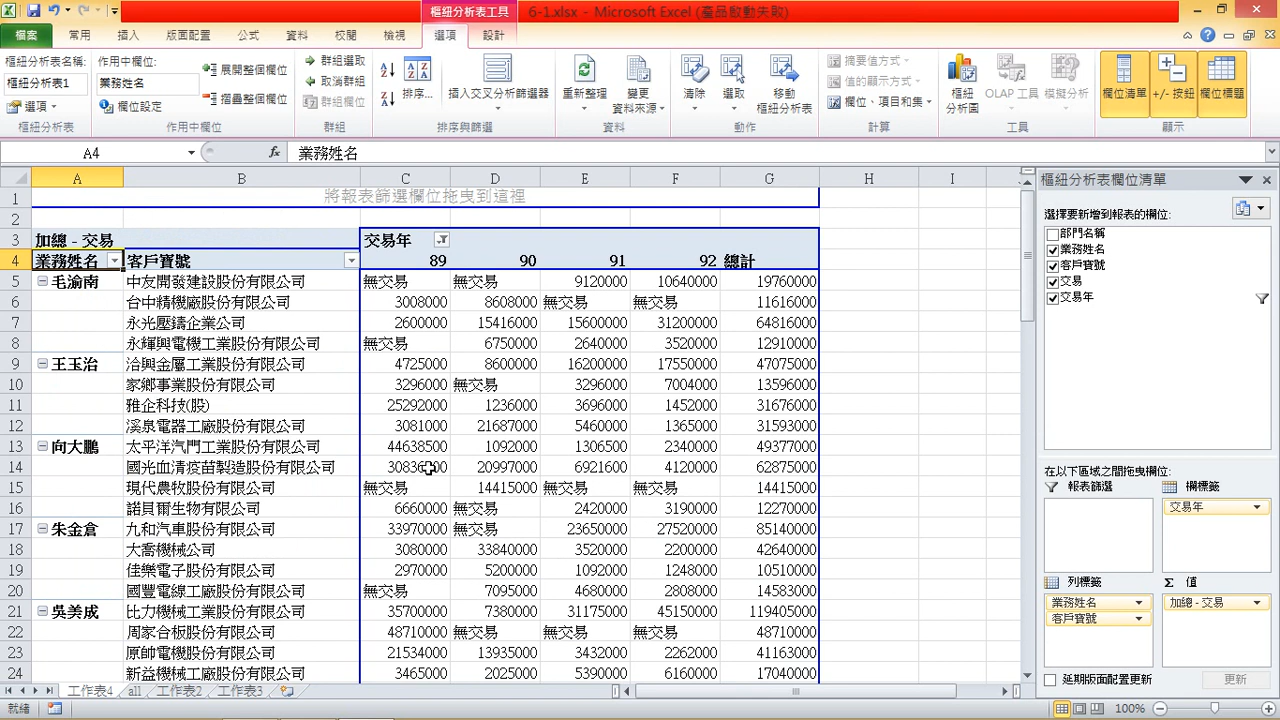 樞紐分析表工具
6-1.xlsx - Microsoft Excel (產品啟動失敗)
檔案 常用 插入 版面配置 公式 資料 校閱 檢視 選項 設計
樞紐分析表名稱: 作用中欄位: 展開整個欄位 群組選取 摘要值方式
樞紐分析表1 業務姓名 摺疊整個欄位 取消群組 值的顯示方式
選項 欄位設定 群組欄位 排序... 插入交叉分析篩選器 重新整理 變更資料來源 清除 選取 移動樞紐分析表 欄位、項目和集 樞紐分析圖 OLAP 工具 模擬分析 欄位清單 +/- 按鈕 欄位標題
樞紐分析表 作用中欄位 群組 排序與篩選 資料 動作 計算 工具 顯示
A4 fx 業務姓名
A B C D E F G H I
1 將報表篩選欄位拖曳到這裡
2
3 加總 - 交易 交易年
4 業務姓名 客戶寶號 89 90 91 92 總計
5 毛渝南 中友開發建設股份有限公司 無交易 無交易 9120000 10640000 19760000
6 台中精機廠股份有限公司 3008000 8608000 無交易 無交易 11616000
7 永光壓鑄企業公司 2600000 15416000 15600000 31200000 64816000
8 永輝興電機工業股份有限公司 無交易 6750000 2640000 3520000 12910000
9 王玉治 洽興金屬工業股份有限公司 4725000 8600000 16200000 17550000 47075000
10 家鄉事業股份有限公司 3296000 無交易 3296000 7004000 13596000
11 雅企科技(股) 25292000 1236000 3696000 1452000 31676000
12 溪泉電器工廠股份有限公司 3081000 21687000 5460000 1365000 31593000
13 向大鵬 太平洋汽門工業股份有限公司 44638500 1092000 1306500 2340000 49377000
14 國光血清疫苗製造股份有限公司 20997000 6921600 4120000 62875000
15 現代農牧股份有限公司 無交易 14415000 無交易 無交易 14415000
16 諾貝爾生物有限公司 6660000 無交易 2420000 3190000 12270000
17 朱金倉 九和汽車股份有限公司 33970000 無交易 23650000 27520000 85140000
18 大喬機械公司 3080000 33840000 3520000 2200000 42640000
19 佳樂電子股份有限公司 2970000 5200000 1092000 1248000 10510000
20 國豐電線工廠股份有限公司 無交易 7095000 4680000 2808000 14583000
21 吳美成 比力機械工業股份有限公司 35700000 7380000 31175000 45150000 119405000
22 周家合板股份有限公司 48710000 無交易 無交易 無交易 48710000
23 原帥電機股份有限公司 21534000 13935000 3432000 2262000 41163000
24 新益機械工廠股份有限公司 3465000 2025000 5390000 6160000 17040000
工作表4 all 工作表2 工作表3
就緒 100%
樞紐分析表欄位清單
選擇要新增到報表的欄位:
部門名稱
業務姓名
客戶寶號
交易
交易年
在以下區域之間拖曳欄位:
報表篩選 欄標籤
交易年
列標籤 Σ 值
業務姓名 加總 - 交易
客戶寶號
延期版面配置更新 更新